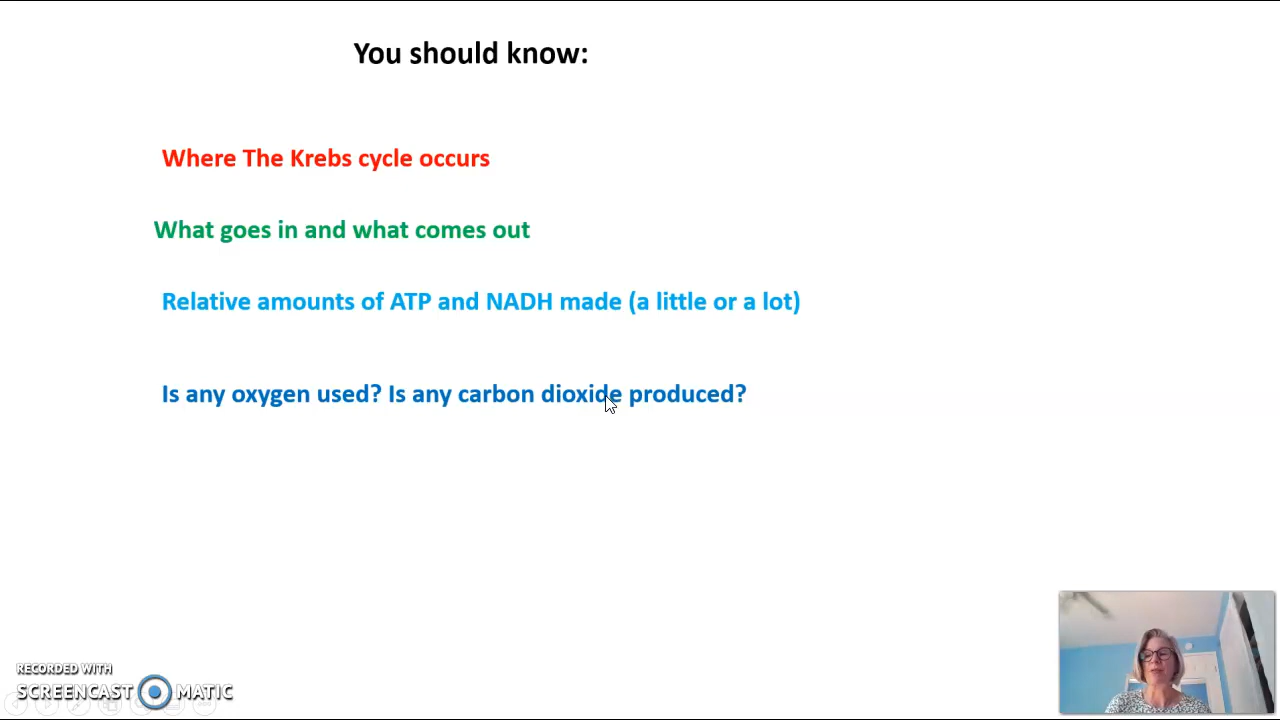 You should know:
Where The Krebs cycle occurs
What goes in and what comes out
Relative amounts of ATP and NADH made (a little or a lot)
Is any oxygen used? Is any carbon dioxide produced?
RECORDED WITH
SCREENCAST MATIC